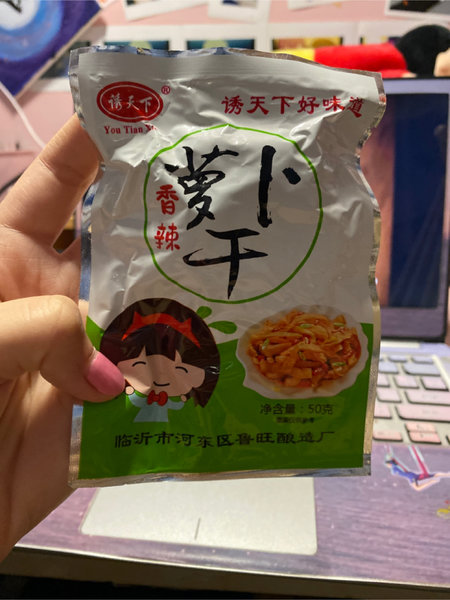 诱天下®
You Tian
诱天下好味道
香辣
萝卜干
净含量：50克
临沂市河东区鲁旺酿造厂